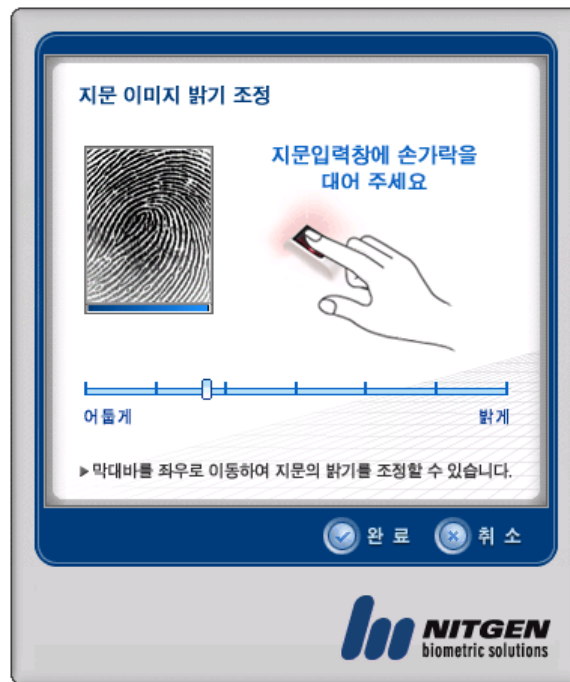 지문 이미지 밝기 조정
지문입력창에 손가락을
대어 주세요
어둡게
밝게
▶막대바를 좌우로 이동하여 지문의 밝기를 조정할 수 있습니다.
완 료
취 소
NITGEN
biometric solutions